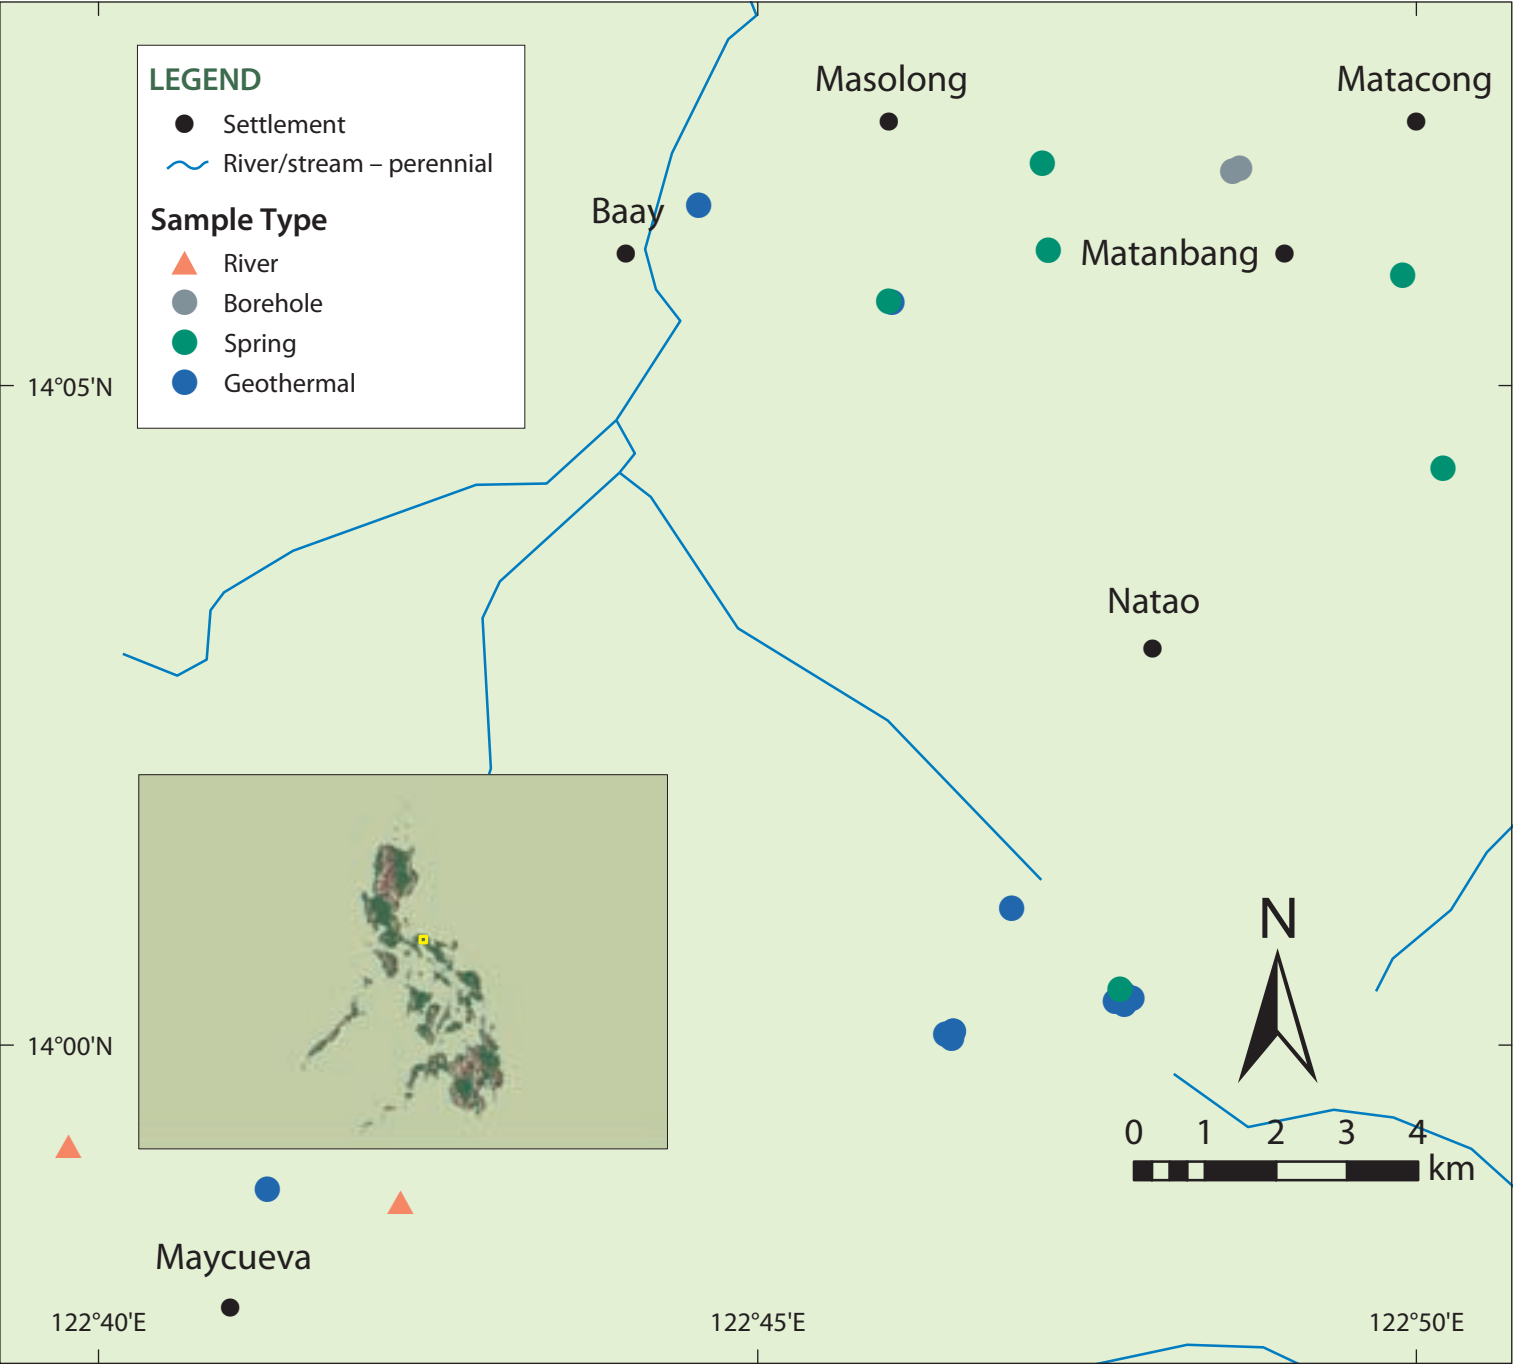 LEGEND
Settlement
River/stream – perennial
Sample Type
River
Borehole
Spring
Geothermal
Masolong
Matacong
Baay
Matanbang
14°05'N
Natao
N
14°00'N
0 1 2 3 4
km
Maycueva
122°40'E 122°45'E 122°50'E